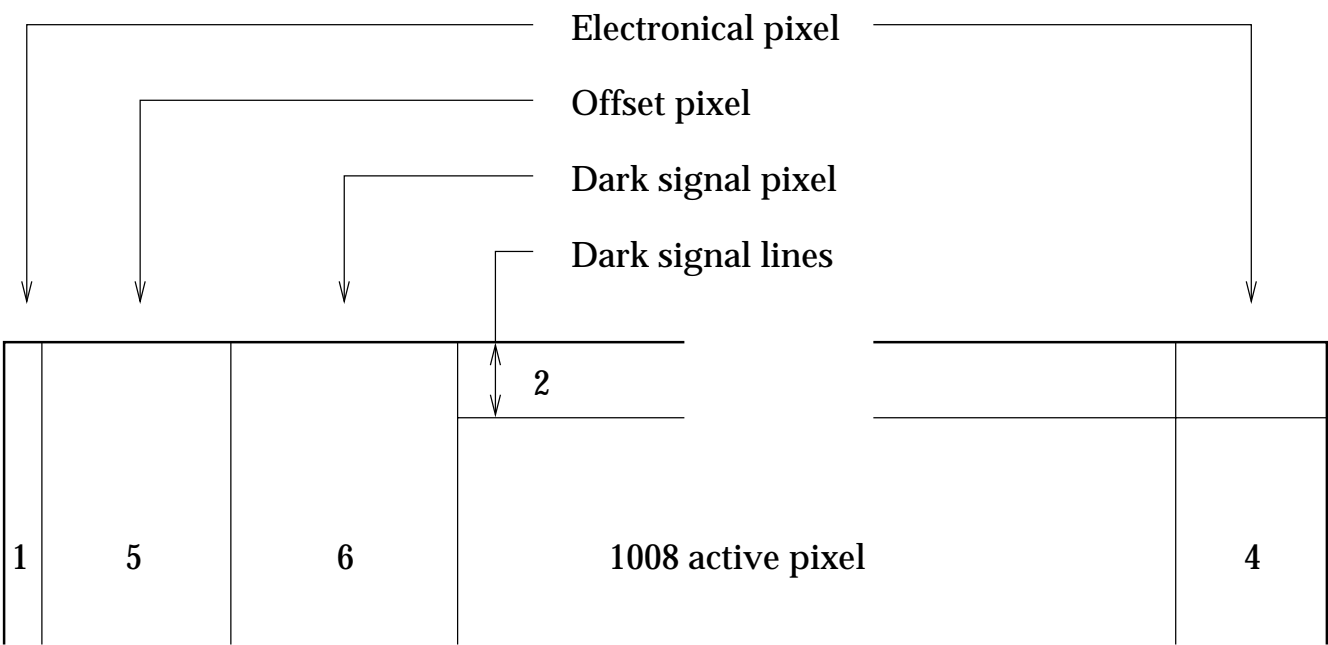 Electronical pixel
Offset pixel
Dark signal pixel
Dark signal lines
2
1 5 6 1008 active pixel 4